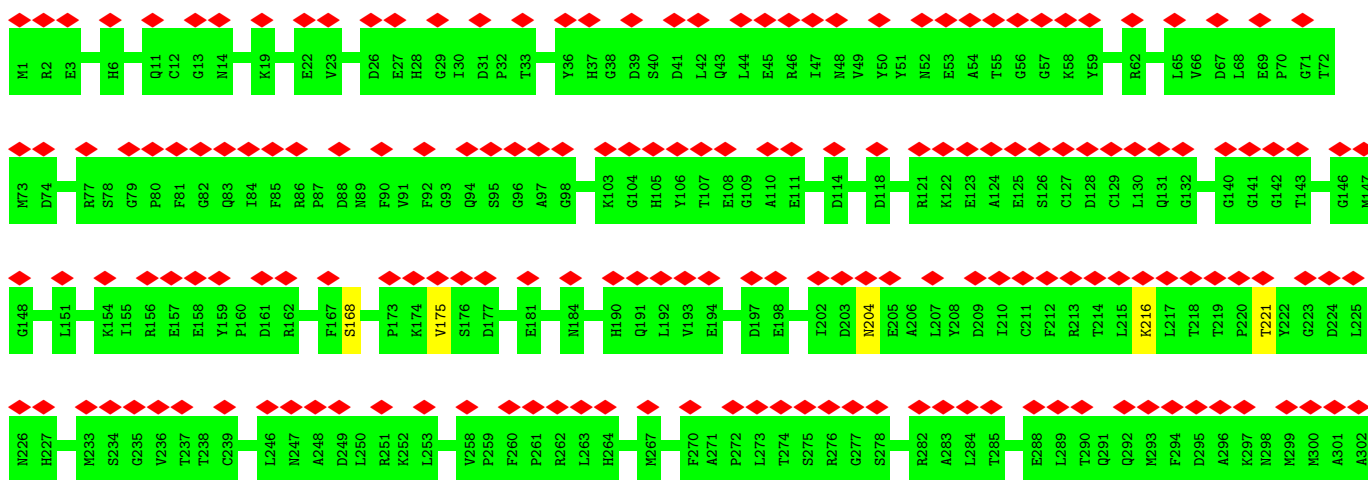 M1 R2 E3 H6 Q11 C12 G13 N14 K19 E22 V23 D26 E27 H28 G29 I30 D31 P32 T33 Y36 H37 G38 D39 S40 D41 L42 Q43 L44 E45 R46 I47 N48 V49 Y50 Y51 N52 E53 A54 T55 G56 G57 K58 Y59 R62 L65 V66 D67 L68 E69 P70 G71 T72
M73 D74 R77 S78 G79 P80 F81 G82 Q83 I84 F85 R86 P87 D88 N89 F90 V91 F92 G93 Q94 S95 G96 A97 G98 K103 G104 H105 Y106 T107 E108 G109 A110 E111 D114 D118 R121 K122 E123 A124 E125 S126 C127 D128 C129 L130 Q131 G132 G140 G141 G142 T143 G146 M147
G148 L151 K154 I155 R156 E157 E158 Y159 P160 D161 R162 F167 S168 P173 K174 V175 S176 D177 E181 N184 H190 Q191 L192 V193 E194 D197 E198 I202 D203 N204 E205 A206 L207 Y208 D209 I210 C211 F212 R213 T214 L215 K216 L217 T218 T219 P220 T221 Y222 G223 D224 L225
N226 H227 M233 S234 G235 V236 T237 T238 C239 L246 N247 A248 D249 L250 R251 K252 L253 V258 P259 F260 P261 R262 L263 H264 M267 F270 A271 P272 L273 T274 S275 R276 G277 S278 R282 A283 L284 T285 E288 L289 T290 Q291 Q292 M293 F294 D295 A296 K297 N298 M299 M300 A301 A302